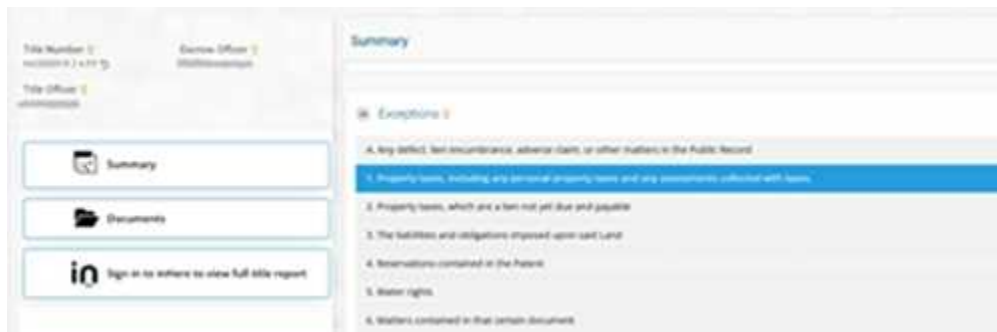 Title Number
Escrow Officer
Title Officer
Summary
Documents
in Sign in to inHere to view full title report
Summary
Exceptions
A. Any defect, lien encumbrance, adverse claim, or other matters in the Public Record
1. Property taxes, including any personal property taxes and any assessments collected with taxes.
2. Property taxes, which are a lien not yet due and payable
3. The liabilities and obligations imposed upon said Land
4. Reservations contained in the Patent
5. Water rights
6. Matters contained in that certain document